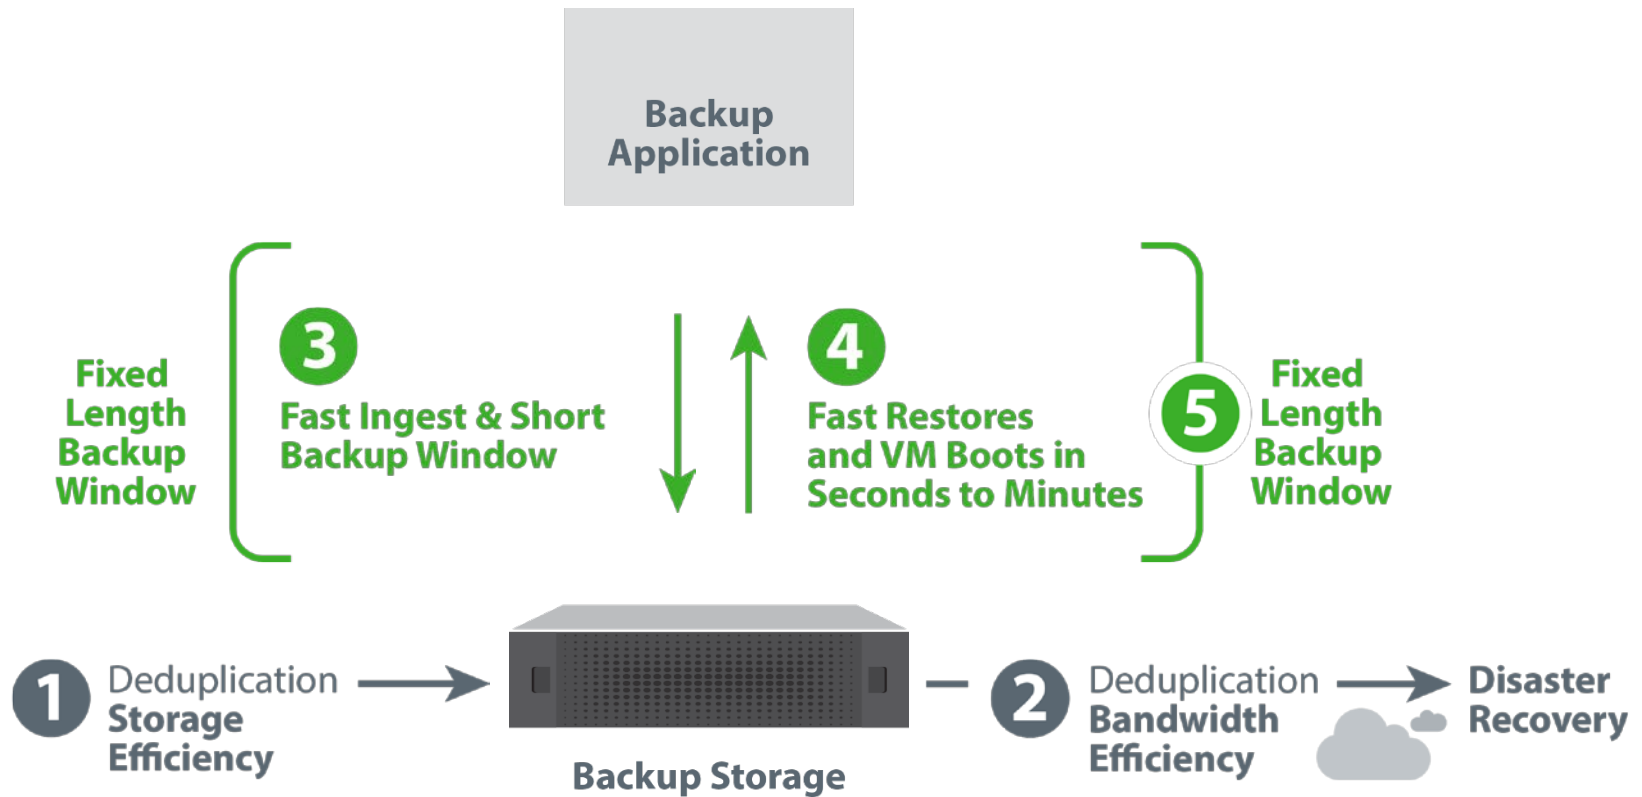 Backup
Application
Fixed
Length
Backup
Window
3
Fast Ingest & Short
Backup Window
4
Fast Restores
and VM Boots in
Seconds to Minutes
5
Fixed
Length
Backup
Window
1
Deduplication
Storage
Efficiency
Backup Storage
2
Deduplication
Bandwidth
Efficiency
Disaster
Recovery